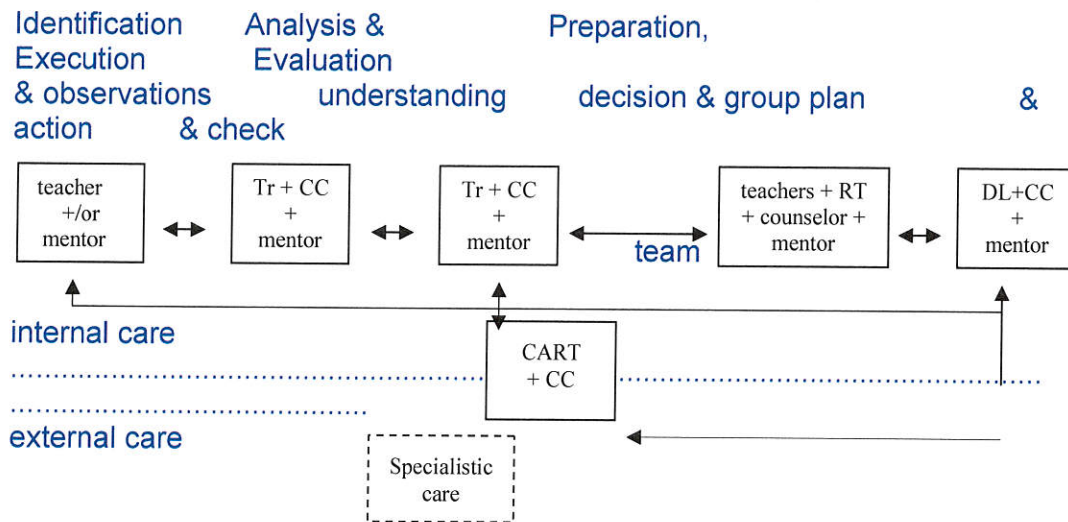 Identification Analysis & Preparation,
Execution Evaluation
& observations understanding decision & group plan &
action & check
teacher
+/or
mentor
Tr + CC
+
mentor
Tr + CC
+
mentor
team
teachers + RT
+ counselor +
mentor
DL+CC
+
mentor
internal care
CART
+ CC
external care
Specialistic
care